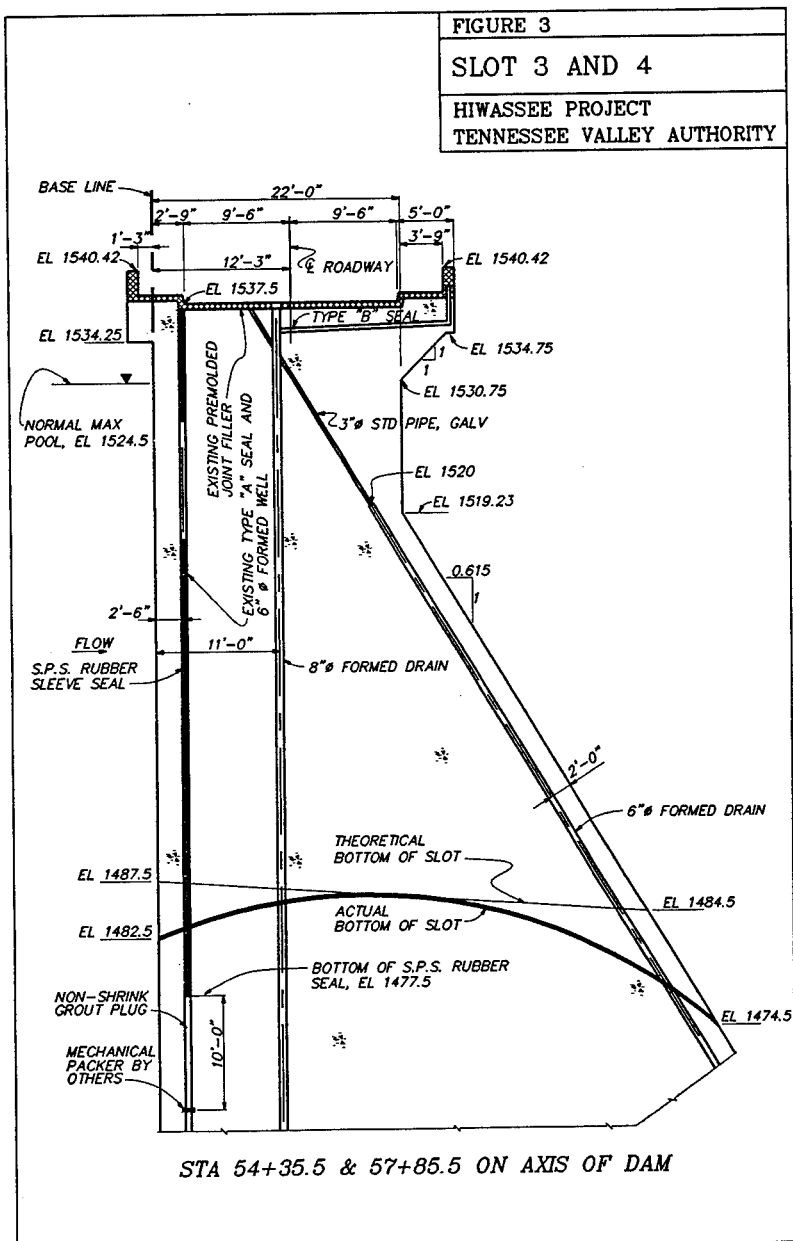 FIGURE 3
SLOT 3 AND 4
HIWASSEE PROJECT
TENNESSEE VALLEY AUTHORITY
BASE LINE
22'-0"
2'-9"
9'-6"
9'-6"
5'-0"
1'-3"
3'-9"
EL 1540.42
12'-3"
℄ ROADWAY
EL 1540.42
EL 1537.5
TYPE "B" SEAL
EL 1534.25
EL 1534.75
1
1
EL 1530.75
NORMAL MAX
POOL, EL 1524.5
EXISTING PREMOLDED
JOINT FILLER
EXISTING TYPE "A" SEAL AND
6" ø FORMED WELL
3"ø STD PIPE, GALV
EL 1520
EL 1519.23
0.615
1
2'-6"
FLOW
11'-0"
S.P.S. RUBBER
SLEEVE SEAL
8"ø FORMED DRAIN
2'-0"
6"ø FORMED DRAIN
THEORETICAL
BOTTOM OF SLOT
EL 1487.5
EL 1484.5
ACTUAL
BOTTOM OF SLOT
EL 1482.5
BOTTOM OF S.P.S. RUBBER
SEAL, EL 1477.5
NON-SHRINK
GROUT PLUG
10'-0"
EL 1474.5
MECHANICAL
PACKER BY
OTHERS
STA 54+35.5 & 57+85.5 ON AXIS OF DAM